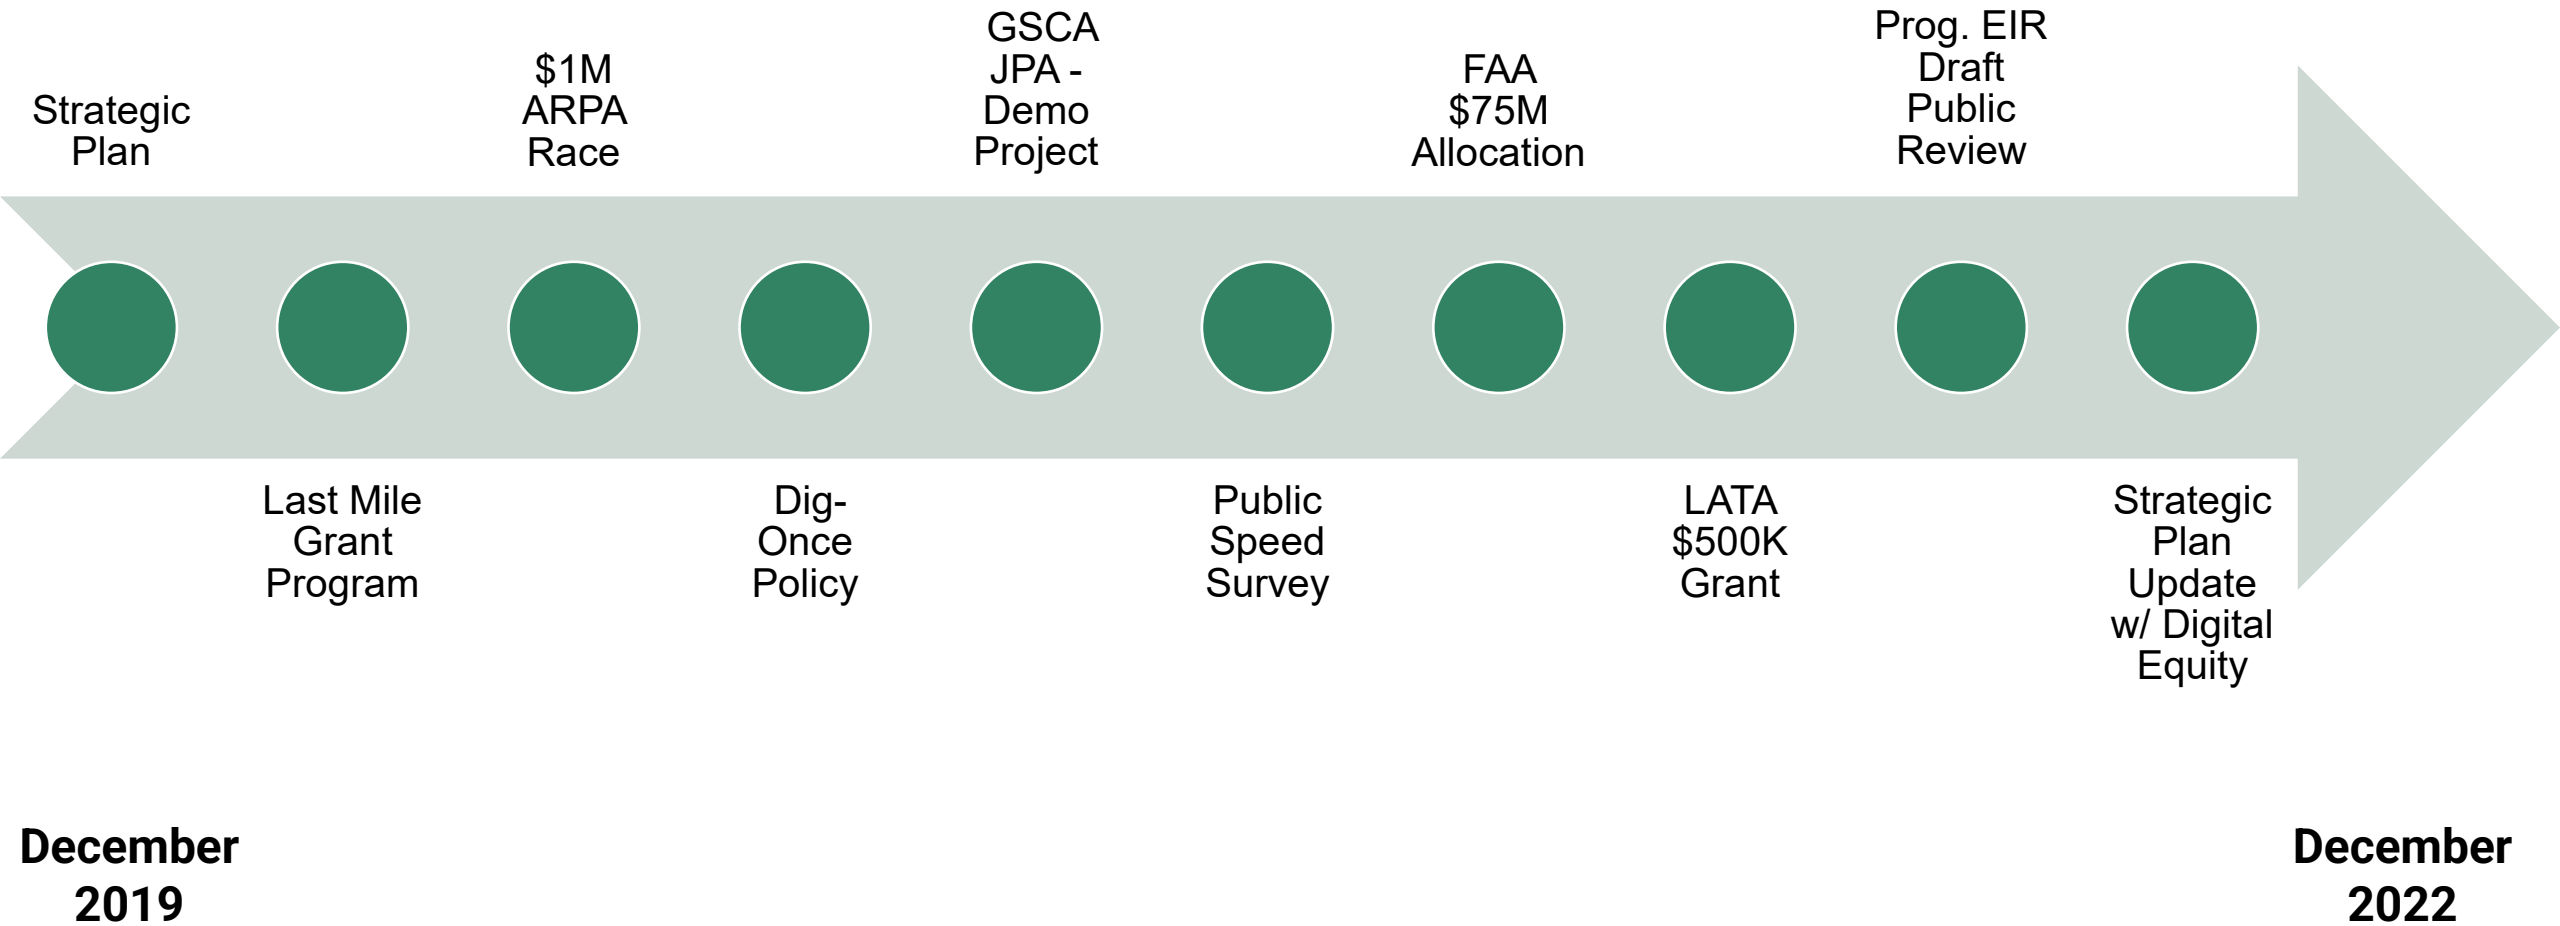 Strategic
Plan
$1M
ARPA
Race
GSCA
JPA -
Demo
Project
FAA
$75M
Allocation
Prog. EIR
Draft
Public
Review
Last Mile
Grant
Program
Dig-
Once
Policy
Public
Speed
Survey
LATA
$500K
Grant
Strategic
Plan
Update
w/ Digital
Equity
December
2019
December
2022